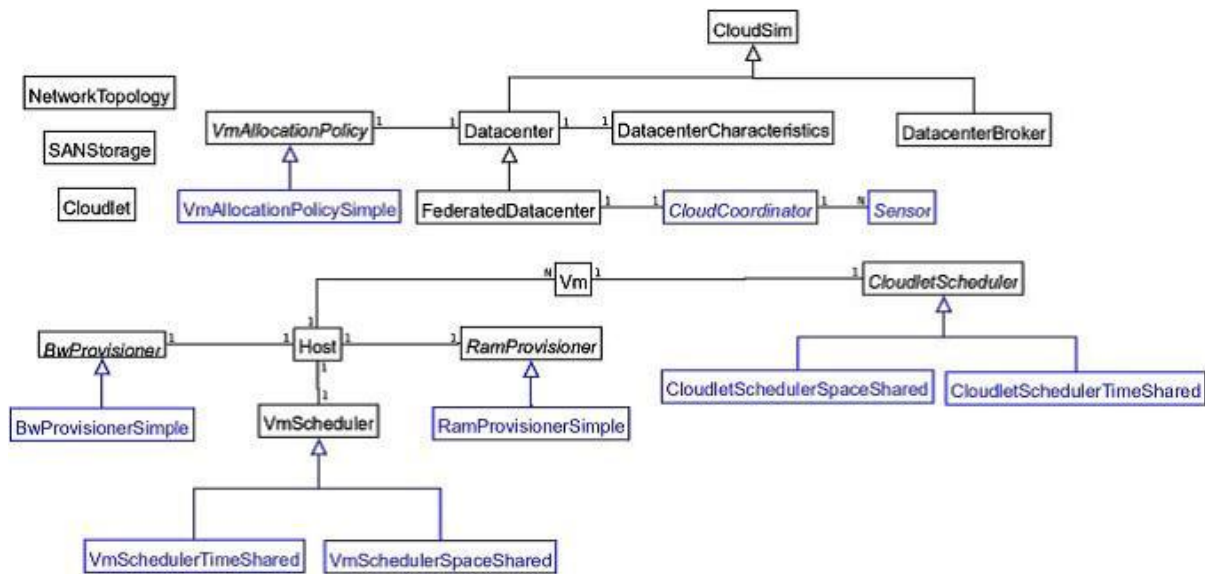 CloudSim
NetworkTopology
VmAllocationPolicy 1 1 Datacenter 1 1 DatacenterCharacteristics
DatacenterBroker
SANStorage
Cloudlet
VmAllocationPolicySimple
FederatedDatacenter 1 1 CloudCoordinator 1 N Sensor
N Vm 1 1 CloudletScheduler
1
BwProvisioner 1 1 Host 1 1 RamProvisioner
1
CloudletSchedulerSpaceShared
CloudletSchedulerTimeShared
1
BwProvisionerSimple
VmScheduler
RamProvisionerSimple
VmSchedulerTimeShared
VmSchedulerSpaceShared